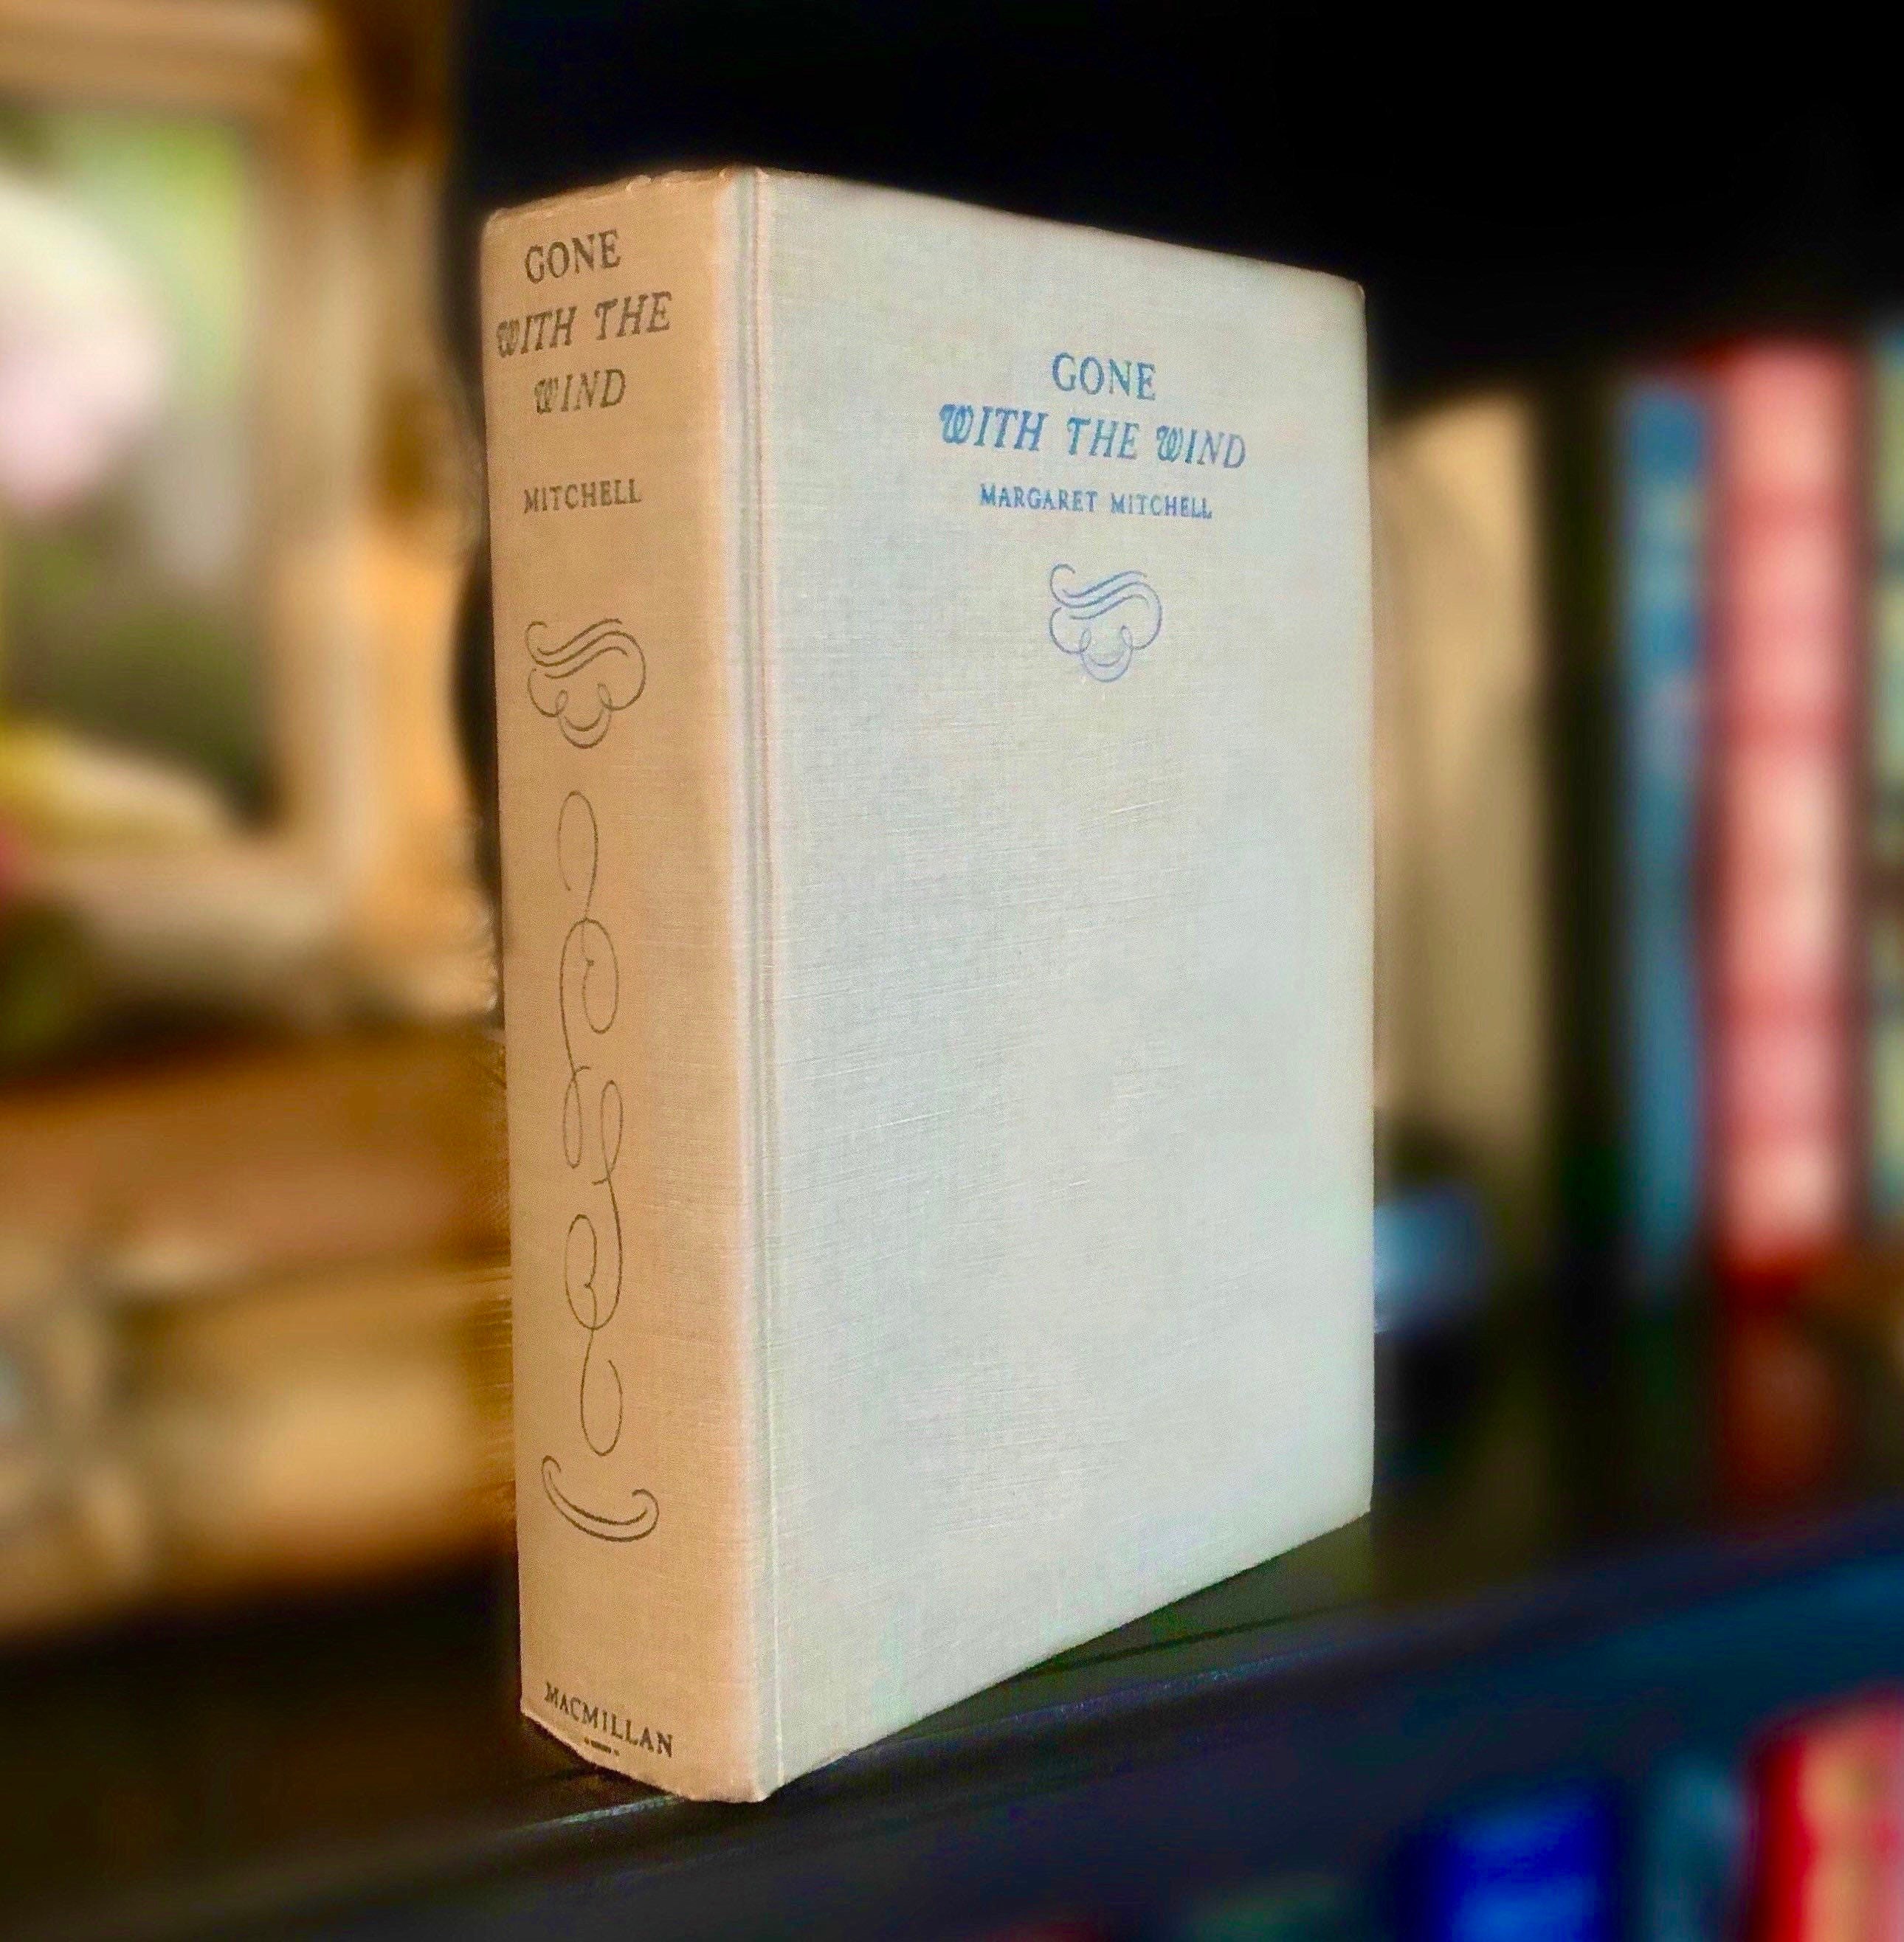 GONE
WITH THE
WIND
MITCHELL
MACMILLAN
GONE
WITH THE WIND
MARGARET MITCHELL